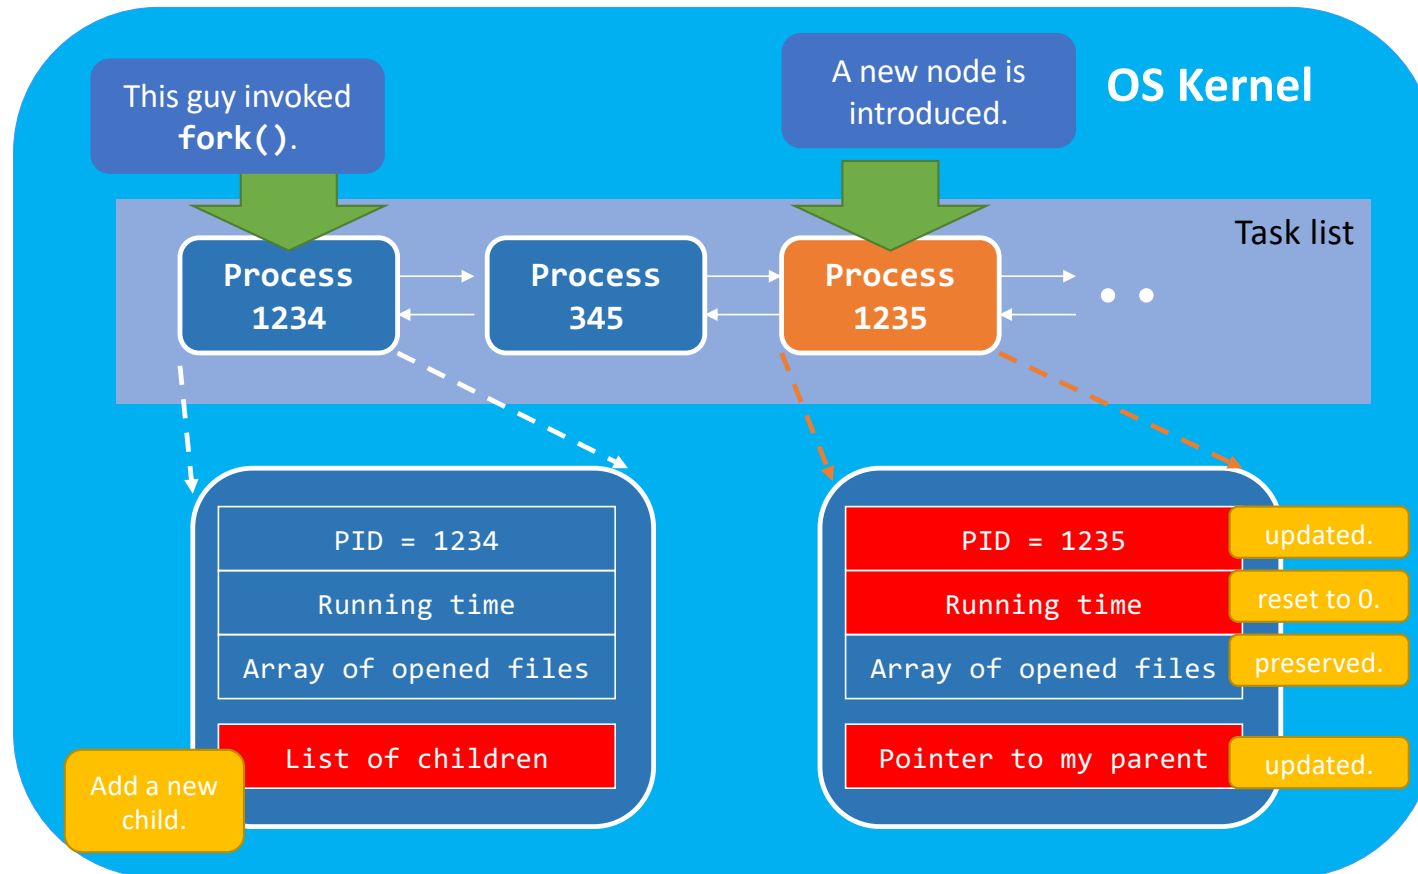 This guy invoked
fork().
A new node is
introduced.
OS Kernel
Task list
Process
1234
Process
345
Process
1235
PID = 1234
Running time
Array of opened files
List of children
Add a new
child.
PID = 1235
updated.
Running time
reset to 0.
Array of opened files
preserved.
Pointer to my parent
updated.